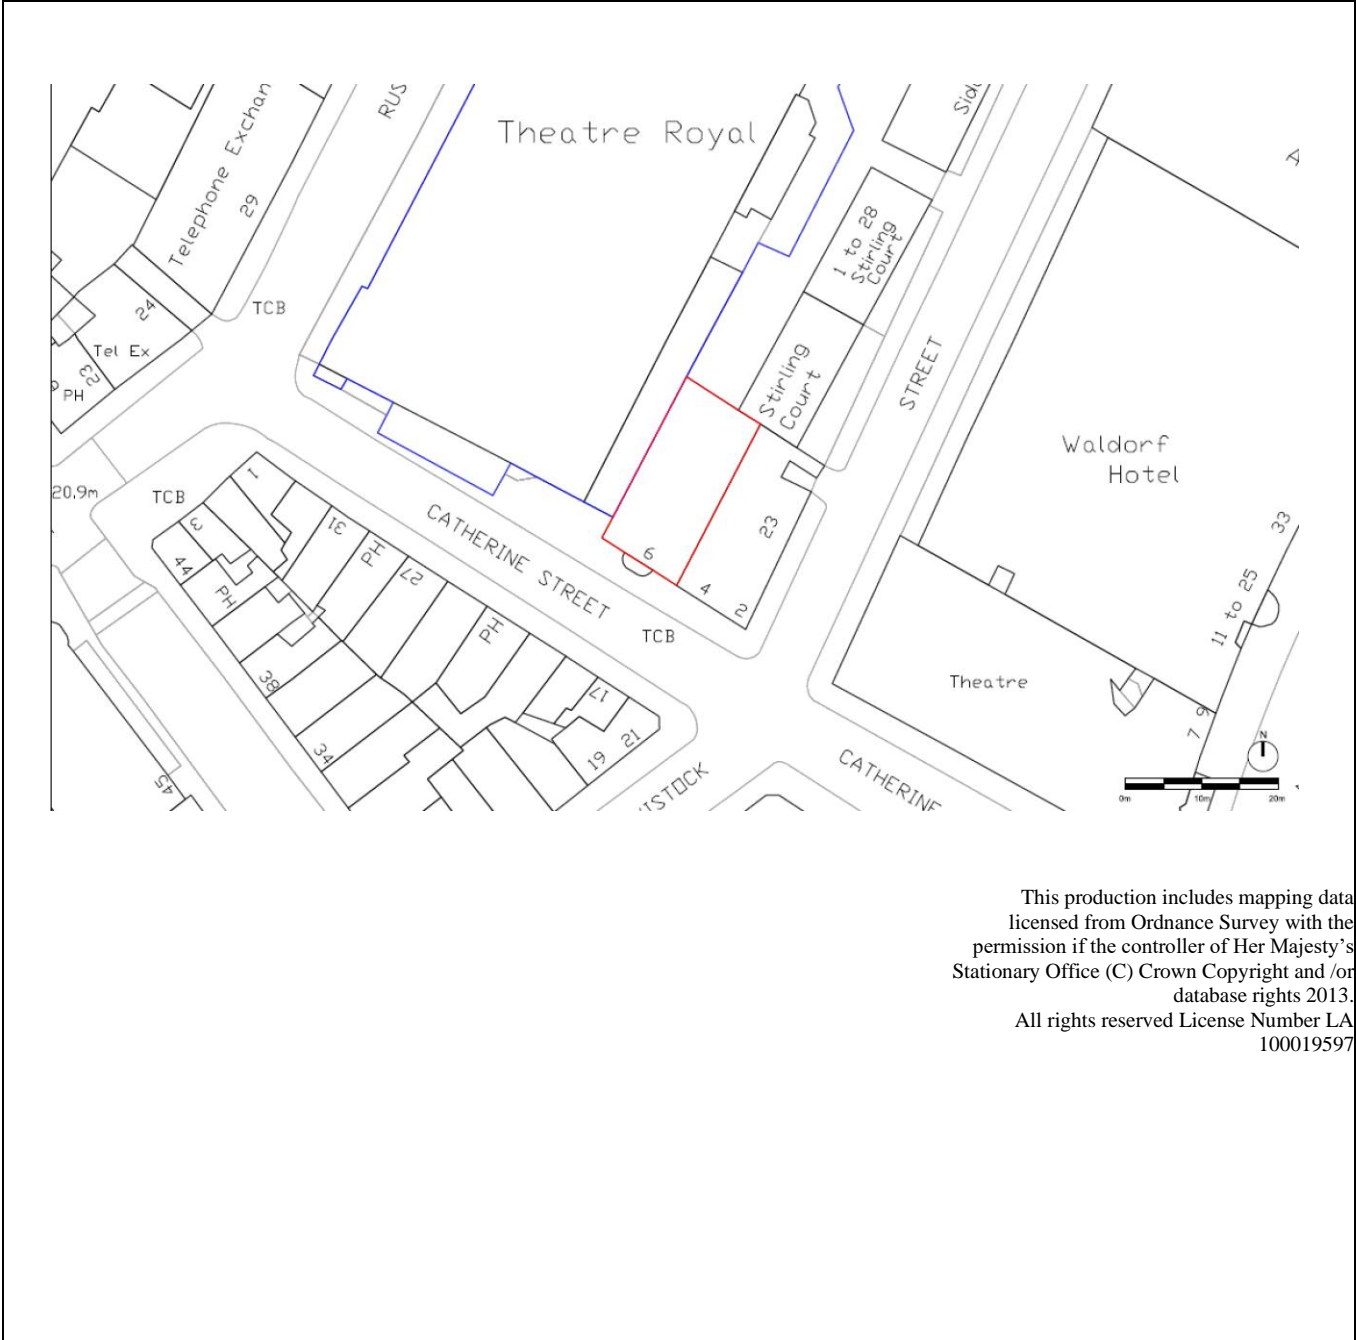 Theatre Royal
Telephone Exchan
29
RUS
TCB
24
Tel Ex
23
PH
1 to 28
Stirling
Court
Stirling
Court
STREET
Waldorf
Hotel
20.9m
TCB
1
3
44
PH
31
PH
27
PH
CATHERINE STREET
6
4
2
23
TCB
38
34
17
19
21
45
ISTOCK
Theatre
CATHERINE
33
11 to 25
9
7
N
0m
10m
20m
This production includes mapping data
licensed from Ordnance Survey with the
permission if the controller of Her Majesty's
Stationary Office (C) Crown Copyright and /or
database rights 2013.
All rights reserved License Number LA
100019597